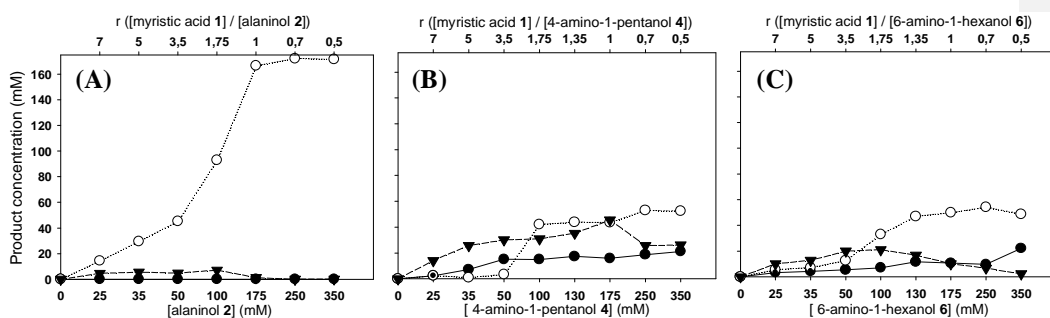 r ([myristic acid 1] / [alaninol 2])
7 5 3,5 1,75 1 0,7 0,5
(A)
Product concentration (mM)
160
140
120
100
80
60
40
20
0
0 25 35 50 100 175 250 350
[alaninol 2] (mM)
r ([myristic acid 1] / [4-amino-1-pentanol 4])
7 5 3,5 1,75 1,35 1 0,7 0,5
(B)
0 25 35 50 100 130 175 250 350
[ 4-amino-1-pentanol 4] (mM)
r ([myristic acid 1] / [6-amino-1-hexanol 6])
7 5 3,5 1,75 1,35 1 0,7 0,5
(C)
0 25 35 50 100 130 175 250 350
[ 6-amino-1-hexanol 6] (mM)